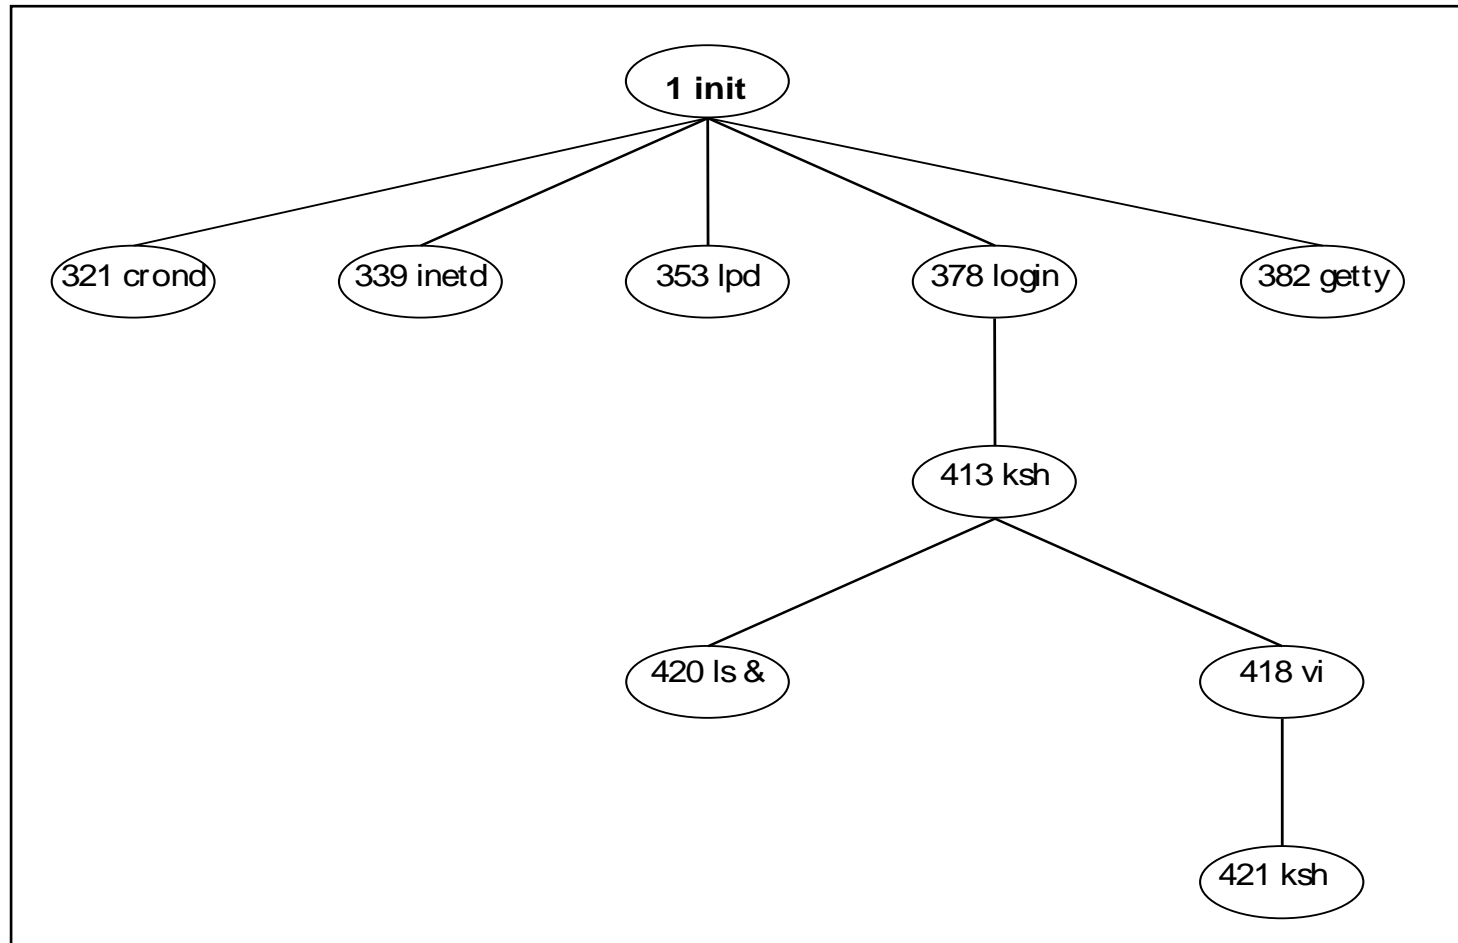 1 init
321 crond
339 inetd
353 lpd
378 login
382 getty
413 ksh
420 ls &
418 vi
421 ksh